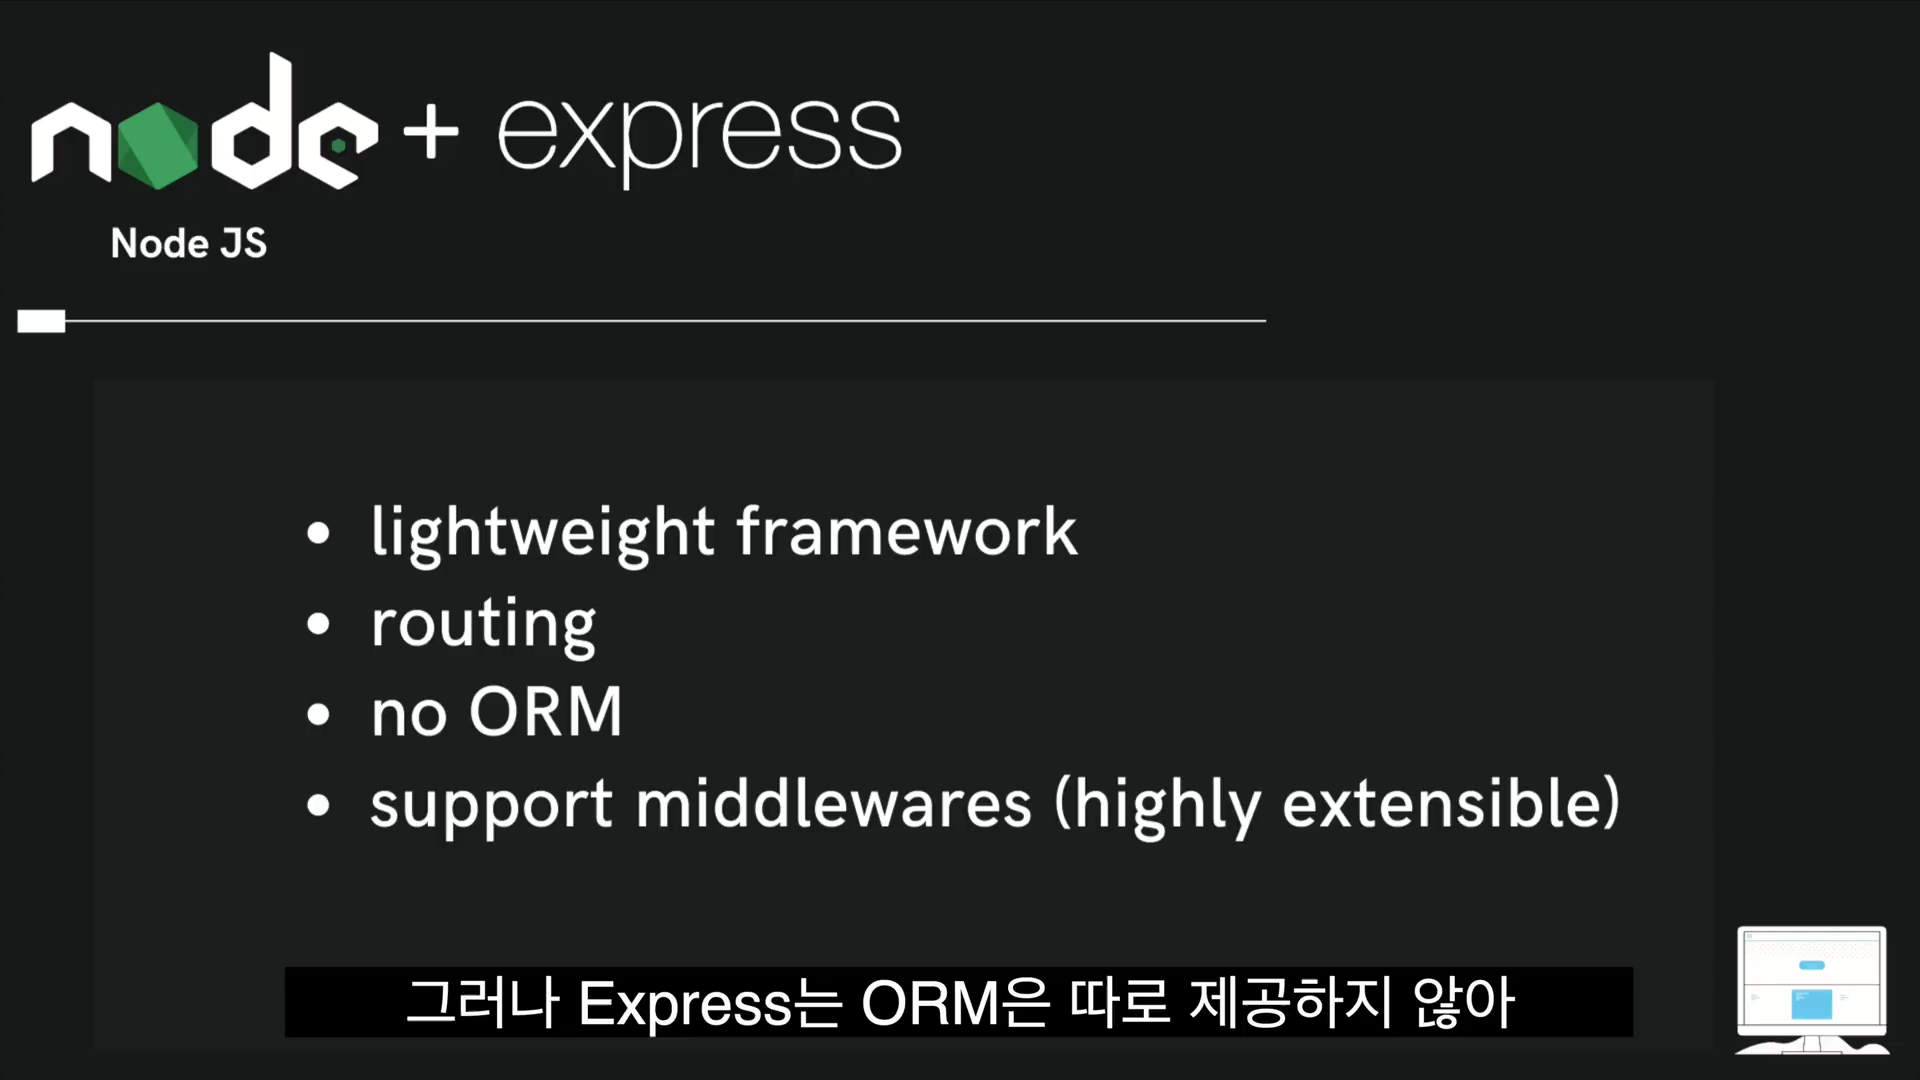 node + express
Node JS
• lightweight framework
• routing
• no ORM
• support middlewares (highly extensible)
그러나 Express는 ORM은 따로 제공하지 않아